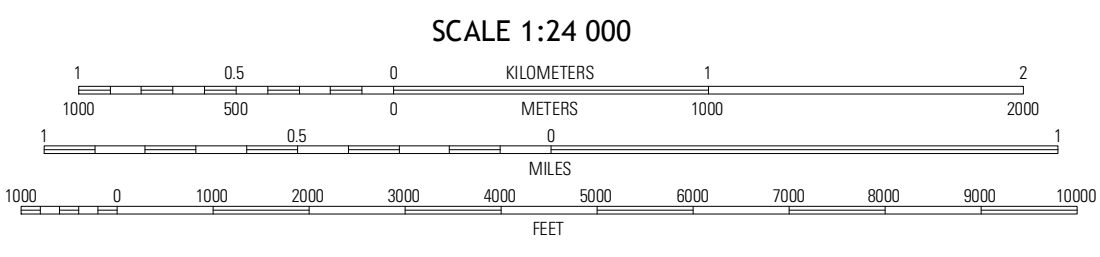 SCALE 1:24 000
1 0.5 0 KILOMETERS 1 2
1000 500 0 METERS 1000 2000
1 0.5 0 1
MILES
1000 0 1000 2000 3000 4000 5000 6000 7000 8000 9000 10000
FEET